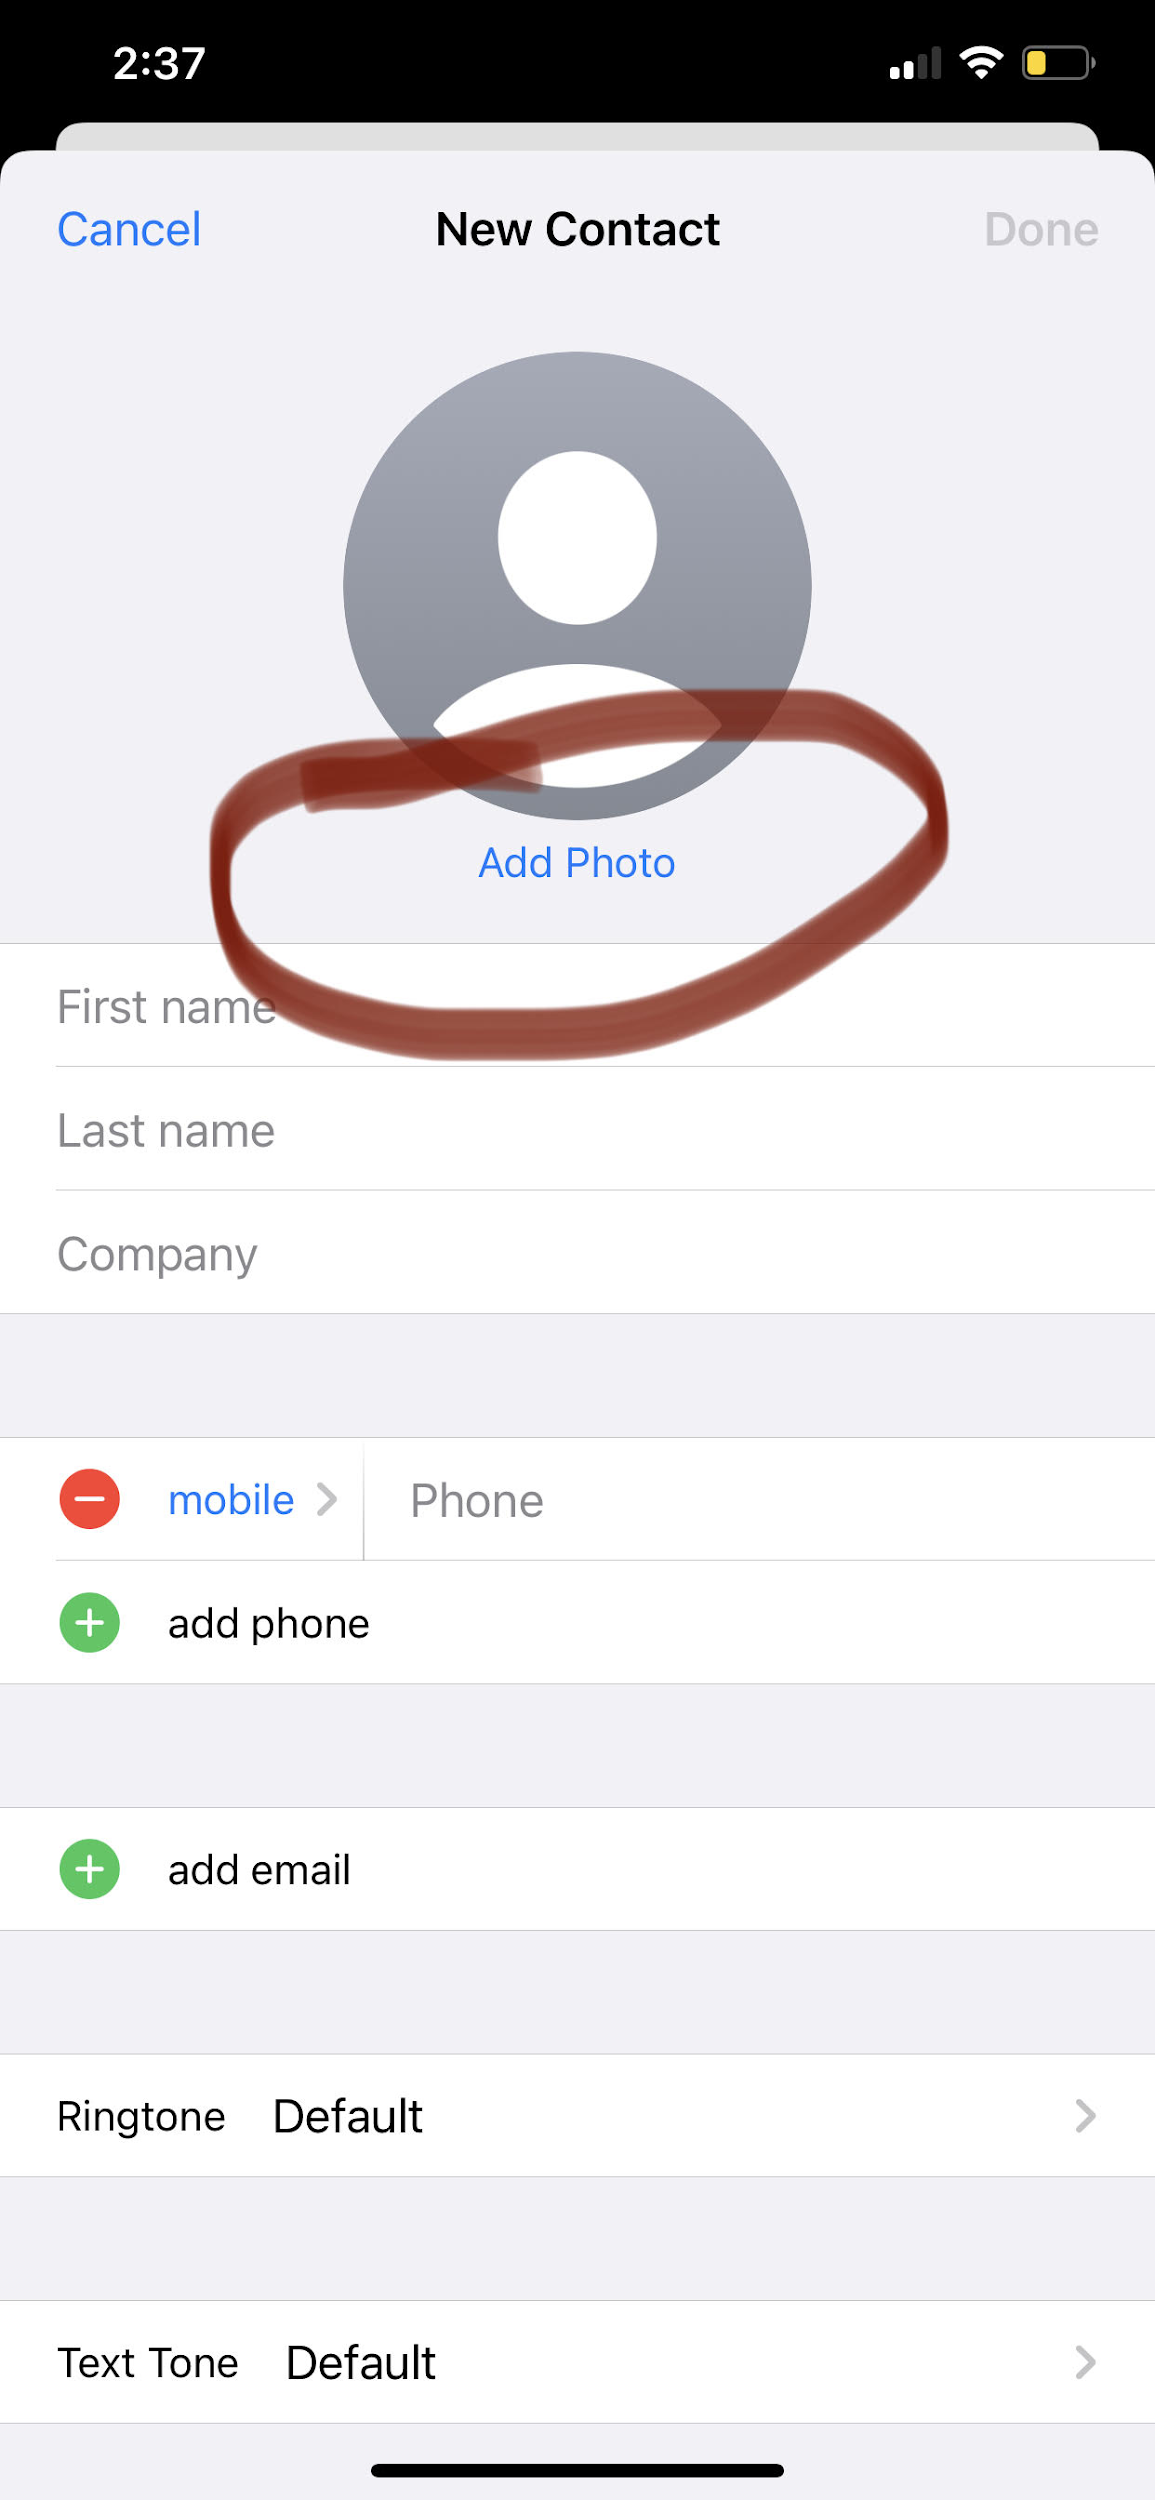 2:37
Cancel New Contact Done
Add Photo
First name
Last name
Company
mobile Phone
add phone
add email
Ringtone Default
Text Tone Default